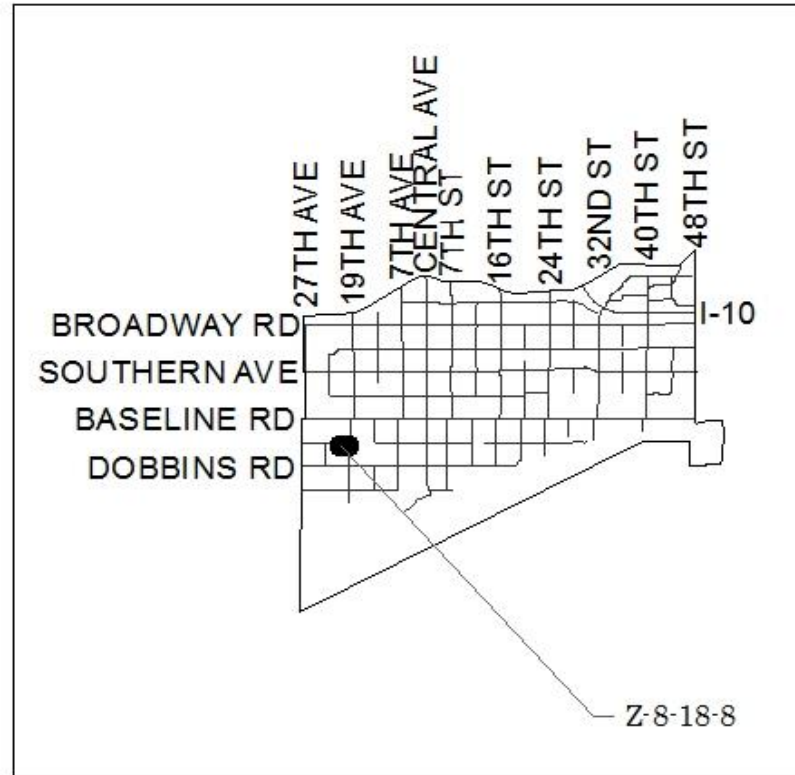 27TH AVE
19TH AVE
7TH AVE
CENTRAL AVE
7TH ST
16TH ST
24TH ST
32ND ST
40TH ST
48TH ST
BROADWAY RD
I-10
SOUTHERN AVE
BASELINE RD
DOBBINS RD
Z-8-18-8